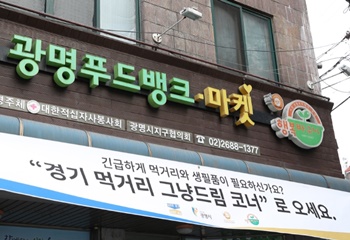 광명푸드뱅크·마켓
대한적십자사봉사회 광명시지구협의회 02)2688-1377
긴급하게 먹거리와 생필품이 필요하신가요?
“경기 먹거리 그냥드림 코너” 로 오세요.